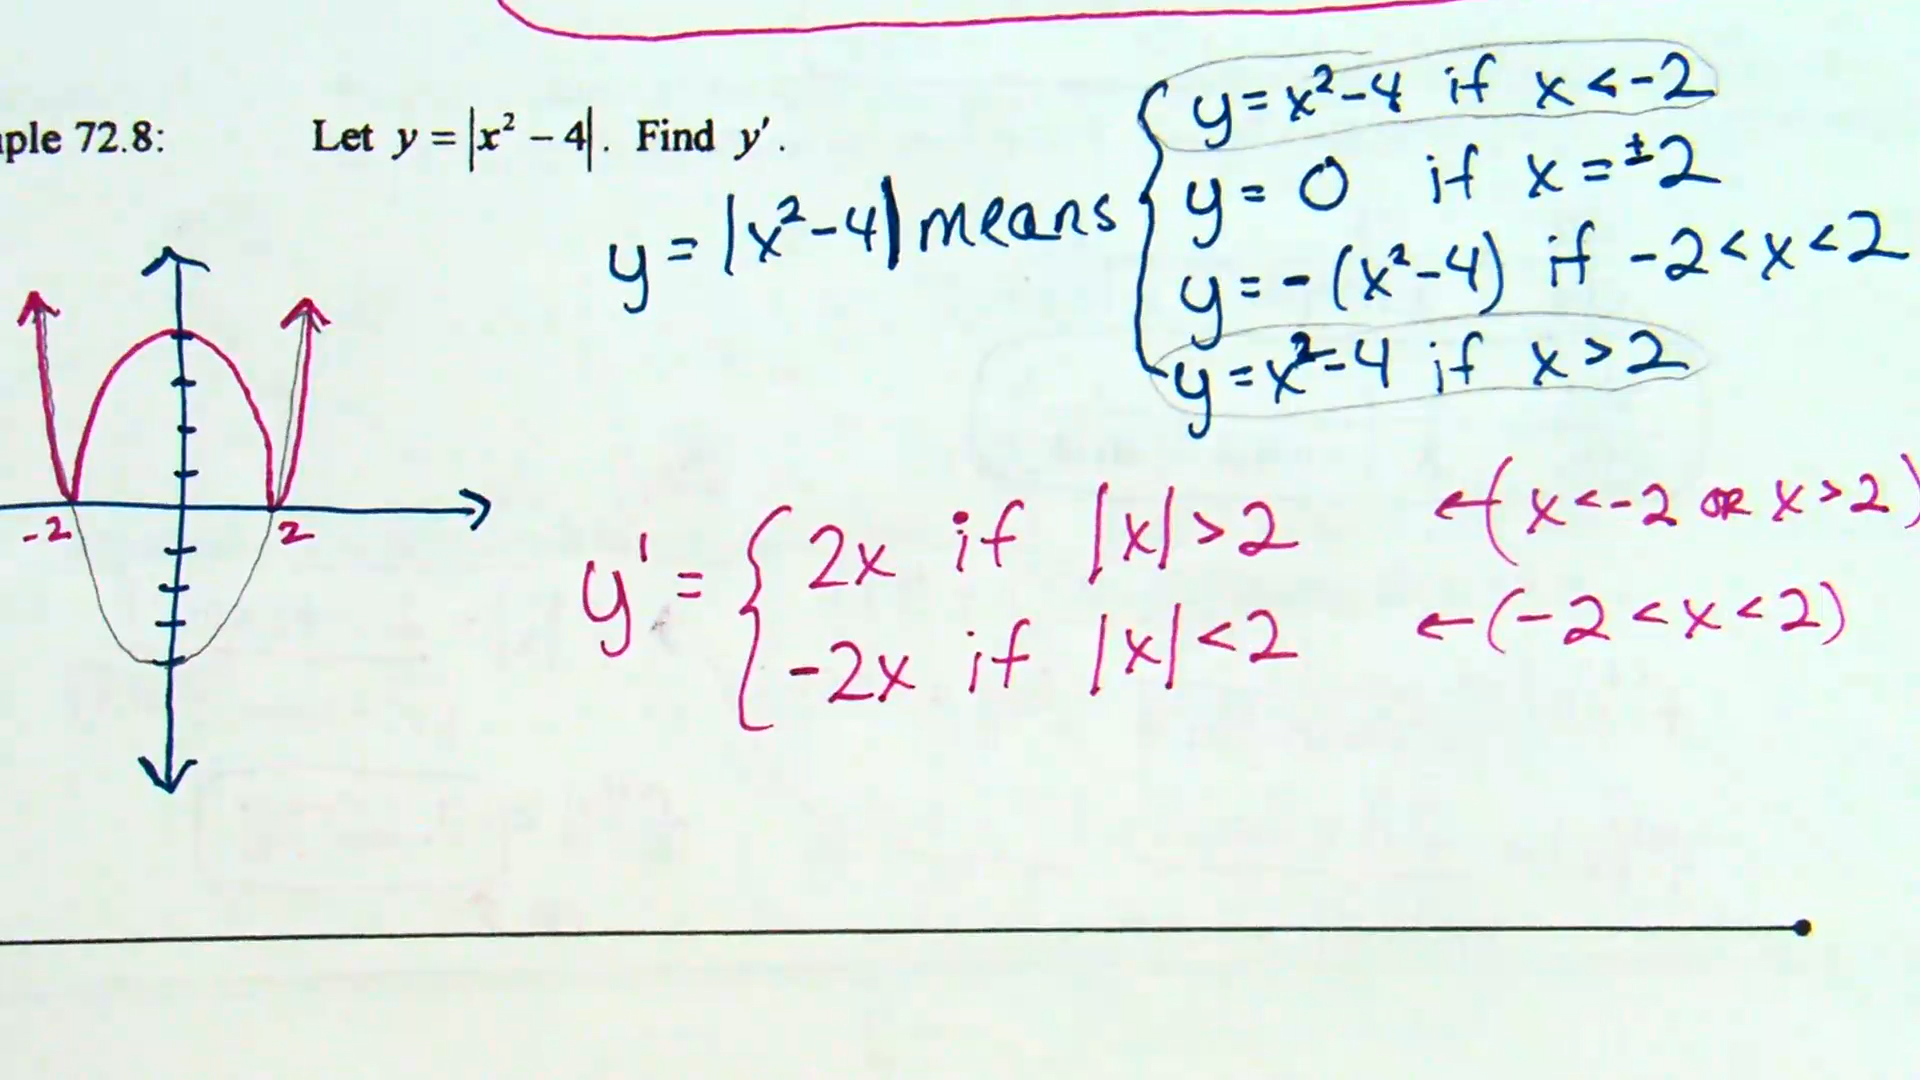 ple 72.8: Let y = |x² − 4|. Find y′.
y = |x²-4| means
y = x²-4 if x < -2
y = 0 if x = ±2
y = -(x²-4) if -2 < x < 2
y = x²-4 if x > 2
-2 2
y' = { 2x if |x| > 2 ← (x < -2 OR x > 2)
-2x if |x| < 2 ← (-2 < x < 2)